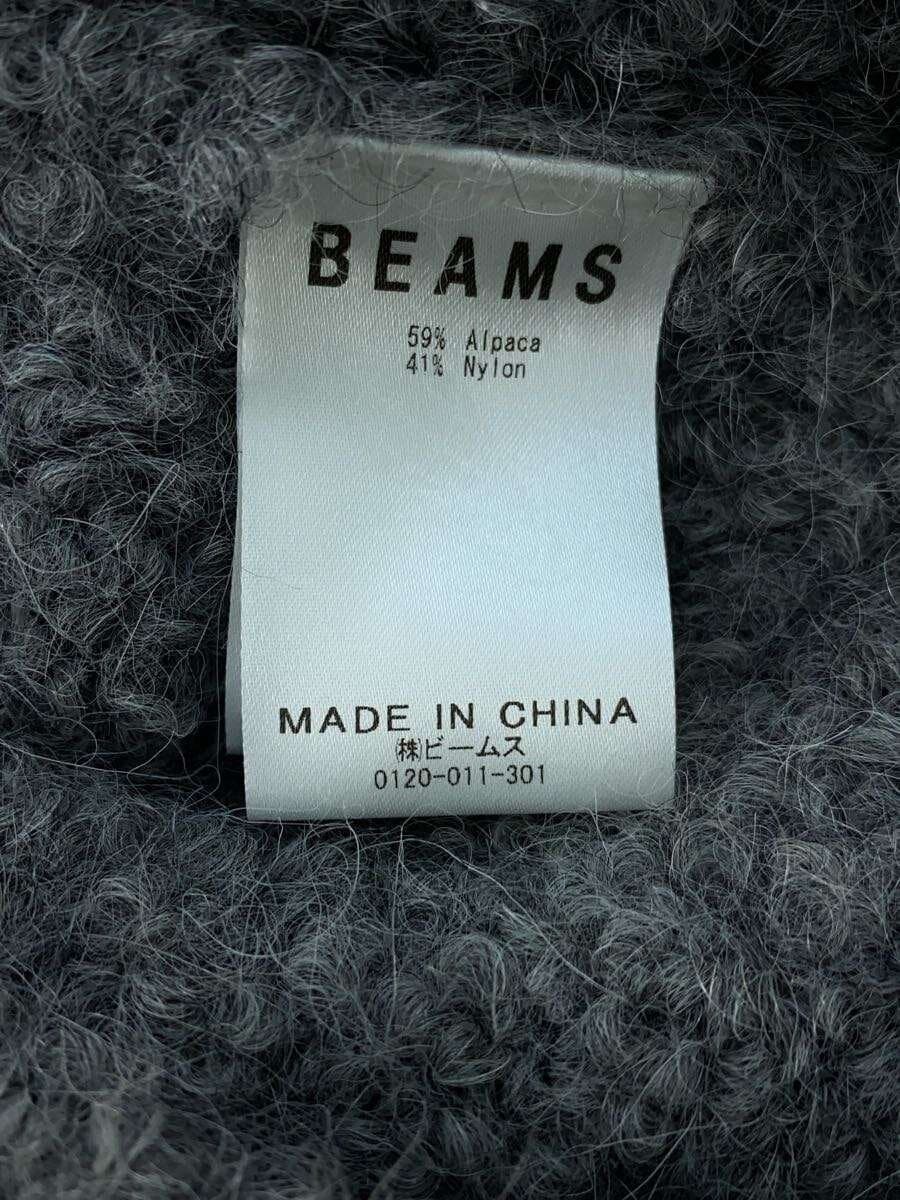 BEAMS
59% Alpaca
41% Nylon
MADE IN CHINA
㈱ビームス
0120-011-301